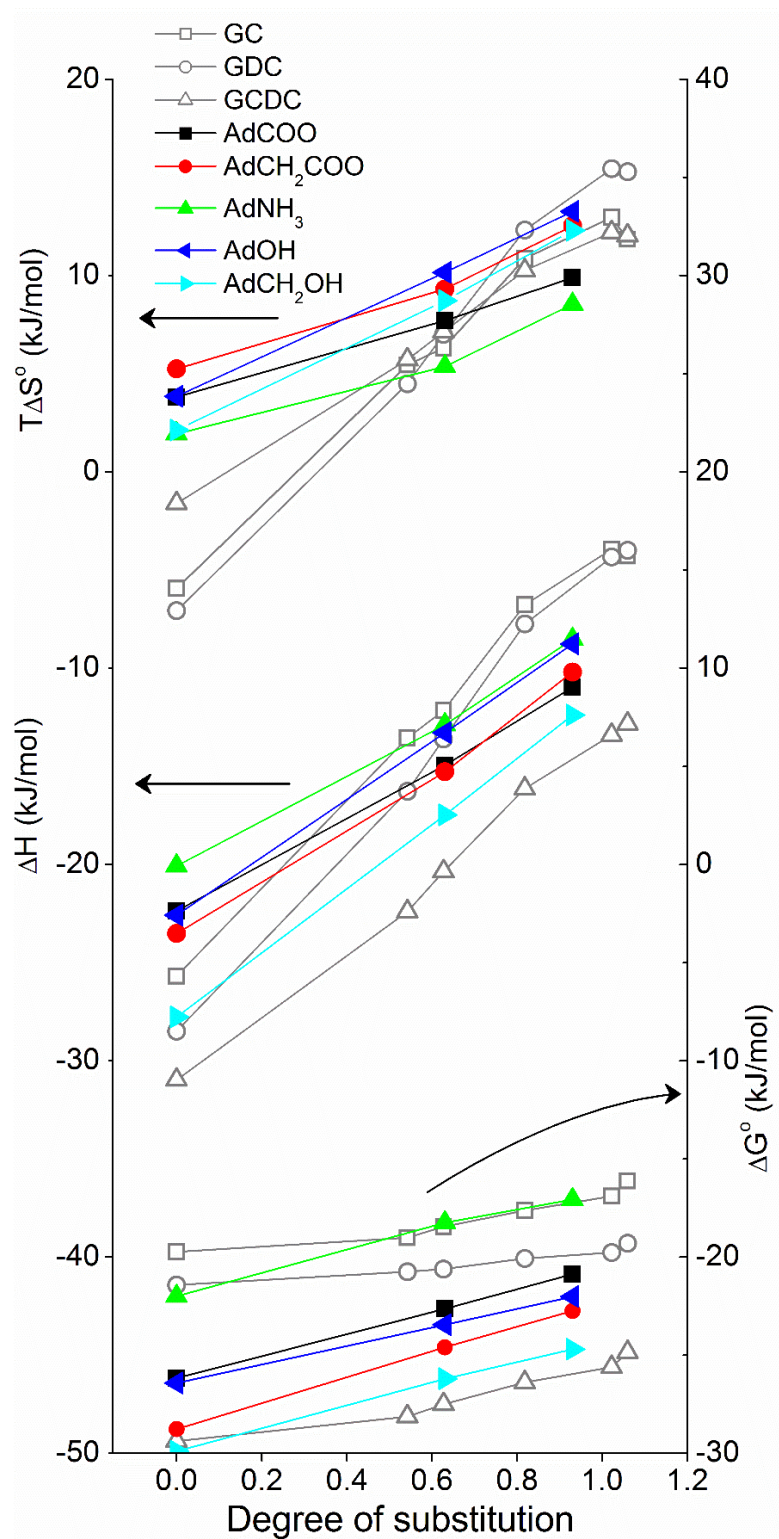 GC
GDC
GCDC
AdCOO
AdCH₂COO
AdNH₃
AdOH
AdCH₂OH
TΔS° (kJ/mol)
ΔH (kJ/mol)
ΔG° (kJ/mol)
20
10
0
-10
-20
-30
-40
-50
40
30
20
10
0
-10
-20
-30
0.0 0.2 0.4 0.6 0.8 1.0 1.2
Degree of substitution